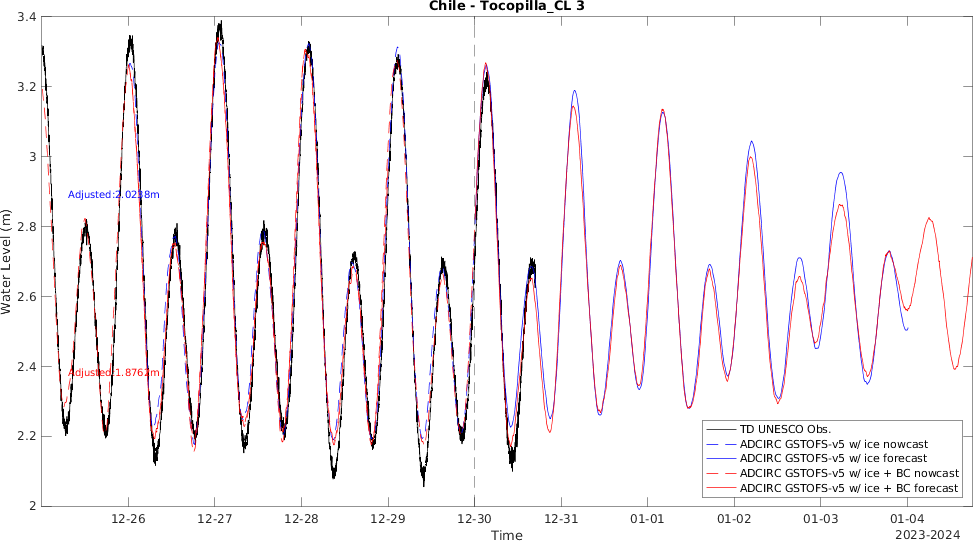 Chile - Tocopilla_CL 3
3.4
3.2
3
2.8
2.6
2.4
2.2
2
Water Level (m)
Adjusted:2.0238m
Adjusted:1.8762m
TD UNESCO Obs.
ADCIRC GSTOFS-v5 w/ ice nowcast
ADCIRC GSTOFS-v5 w/ ice forecast
ADCIRC GSTOFS-v5 w/ ice + BC nowcast
ADCIRC GSTOFS-v5 w/ ice + BC forecast
12-26 12-27 12-28 12-29 12-30 12-31 01-01 01-02 01-03 01-04
Time
2023-2024